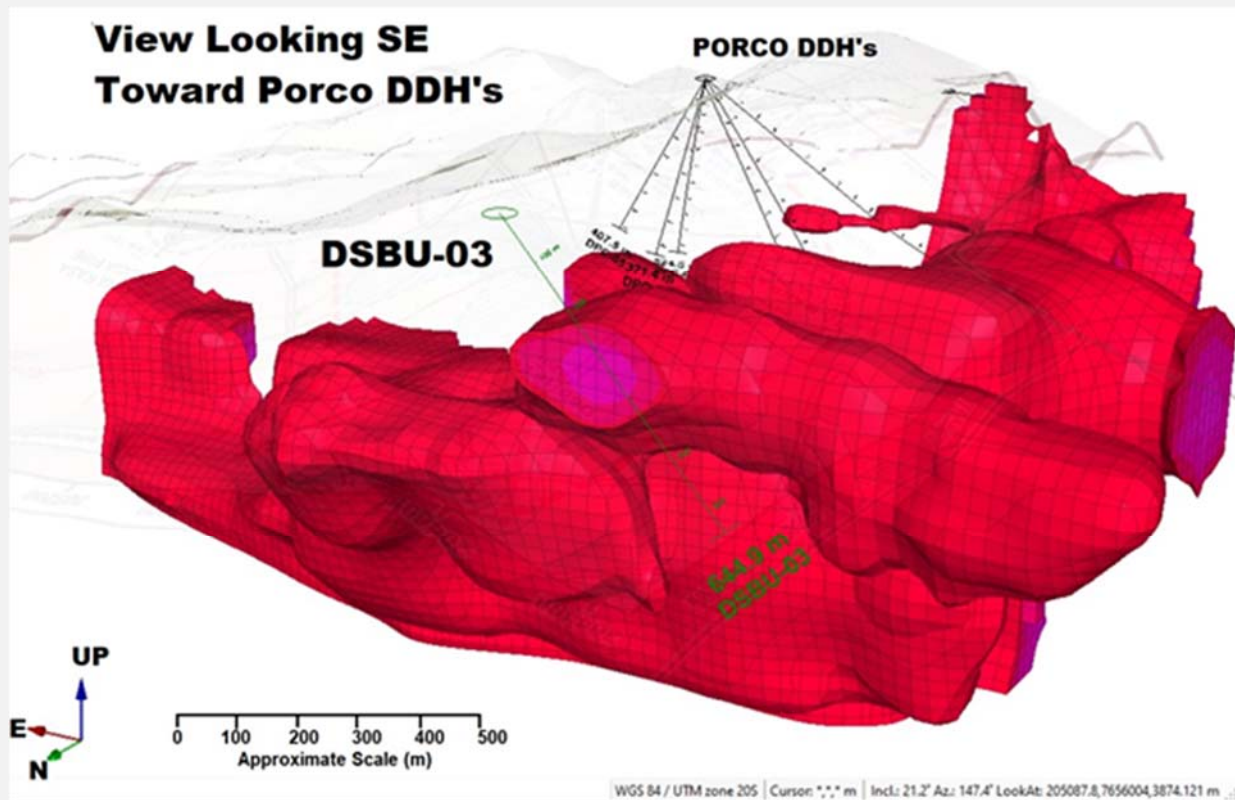 View Looking SE
Toward Porco DDH's
PORCO DDH's
DSBU-03
644.9 m
DSBU-03
UP
E
N
0 100 200 300 400 500
Approximate Scale (m)
WGS 84 / UTM zone 20S Cursor: *,*,* m Incl.: 21.2° Az.: 147.4° LookAt: 205087.8,7656004,3874.121 m